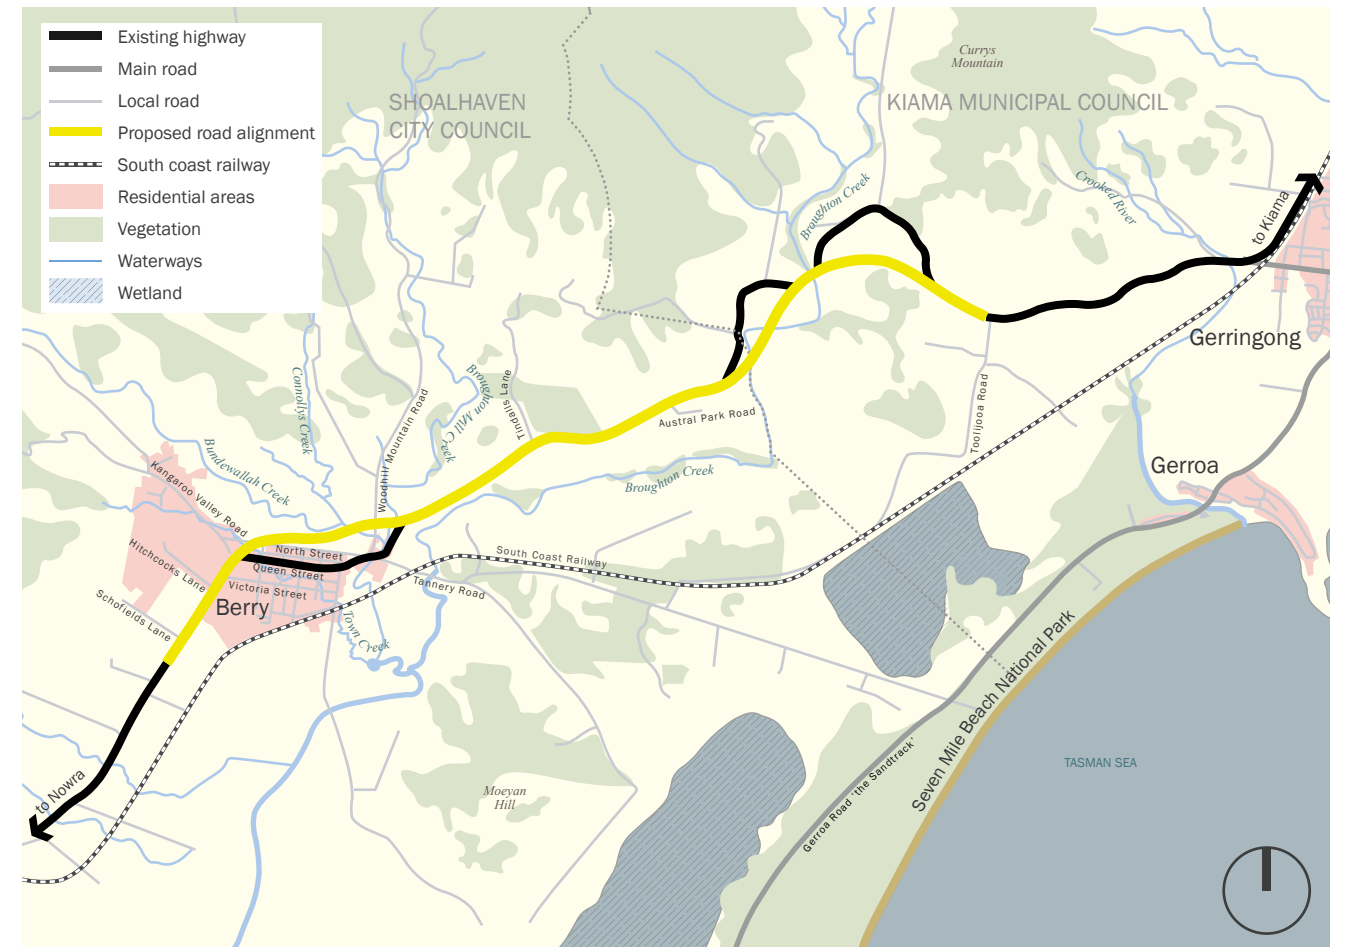 Existing highway
Main road
Local road
Proposed road alignment
South coast railway
Residential areas
Vegetation
Waterways
Wetland
SHOALHAVEN
CITY COUNCIL
KIAMA MUNICIPAL COUNCIL
Currys
Mountain
Crooked River
Broughton Creek
to Kiama
Gerringong
Connollys Creek
Broughton Mill Creek
Tindalls Lane
Woodhill Mountain Road
Austral Park Road
Toolijooa Road
Bundewallah Creek
Kangaroo Valley Road
Broughton Creek
Gerroa
North Street
Queen Street
Victoria Street
Hitchcocks Lane
Schofields Lane
Berry
South Coast Railway
Tannery Road
Town Creek
Seven Mile Beach National Park
Gerroa Road 'the Sandtrack'
TASMAN SEA
Moeyan
Hill
to Nowra